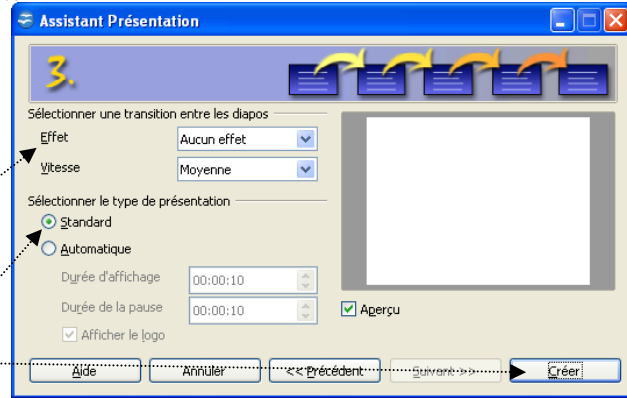 Assistant Présentation
3.
Sélectionner une transition entre les diapos
Effet
Aucun effet
Vitesse
Moyenne
Sélectionner le type de présentation
Standard
Automatique
Durée d'affichage
00:00:10
Durée de la pause
00:00:10
Aperçu
Afficher le logo
Aide
Annuler
<< Précédent
Suivant >>
Créer